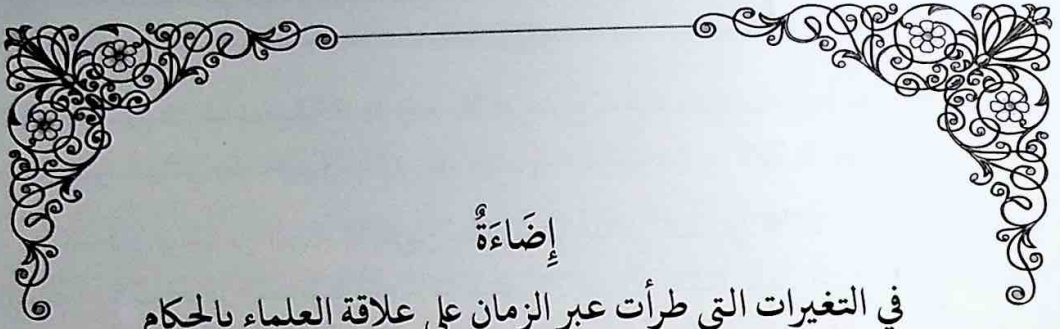 إِضَاءَةٌ
في التغيرات التي طرأت عبر الزمان على علاقة العلماء بالحكام